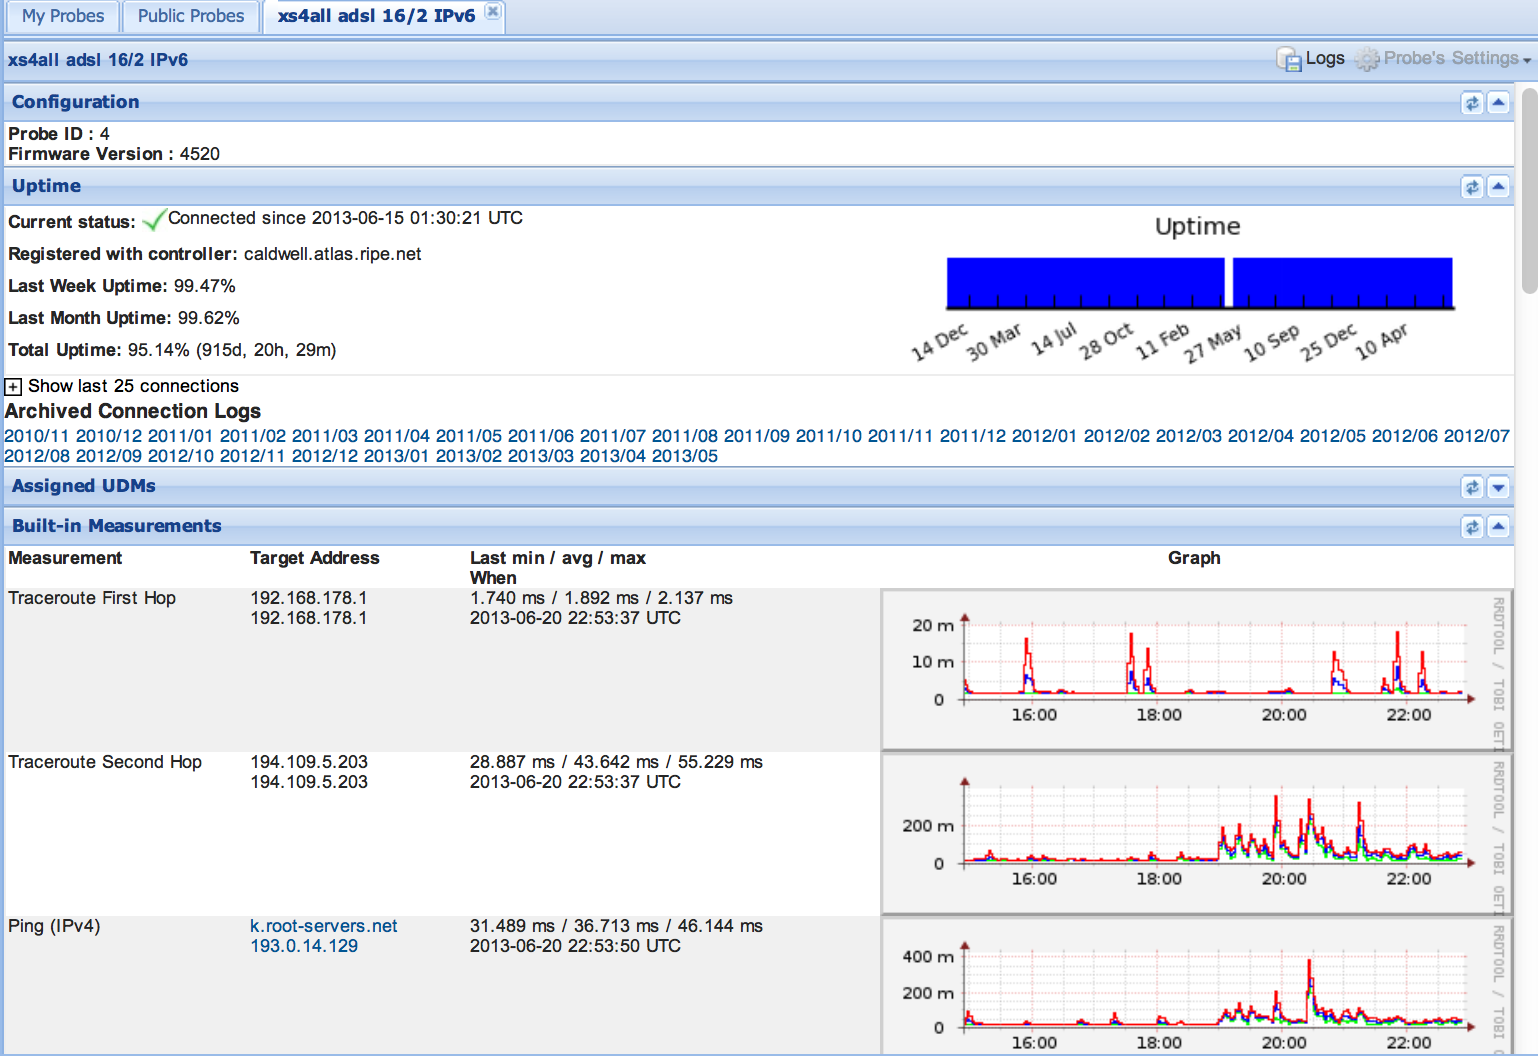 My Probes Public Probes xs4all adsl 16/2 IPv6
xs4all adsl 16/2 IPv6 Logs Probe's Settings
Configuration
Probe ID : 4
Firmware Version : 4520
Uptime
Current status: Connected since 2013-06-15 01:30:21 UTC
Registered with controller: caldwell.atlas.ripe.net
Last Week Uptime: 99.47%
Last Month Uptime: 99.62%
Total Uptime: 95.14% (915d, 20h, 29m)
Uptime
14 Dec 30 Mar 14 Jul 28 Oct 11 Feb 27 May 10 Sep 25 Dec 10 Apr
+ Show last 25 connections
Archived Connection Logs
2010/11 2010/12 2011/01 2011/02 2011/03 2011/04 2011/05 2011/06 2011/07 2011/08 2011/09 2011/10 2011/11 2011/12 2012/01 2012/02 2012/03 2012/04 2012/05 2012/06 2012/07
2012/08 2012/09 2012/10 2012/11 2012/12 2013/01 2013/02 2013/03 2013/04 2013/05
Assigned UDMs
Built-in Measurements
Measurement Target Address Last min / avg / max Graph
When
Traceroute First Hop 192.168.178.1 1.740 ms / 1.892 ms / 2.137 ms
192.168.178.1 2013-06-20 22:53:37 UTC
20 m
10 m
0
16:00 18:00 20:00 22:00
RRDTOOL / TOBI OETI
Traceroute Second Hop 194.109.5.203 28.887 ms / 43.642 ms / 55.229 ms
194.109.5.203 2013-06-20 22:53:37 UTC
200 m
0
16:00 18:00 20:00 22:00
RRDTOOL / TOBI OETI
Ping (IPv4) k.root-servers.net 31.489 ms / 36.713 ms / 46.144 ms
193.0.14.129 2013-06-20 22:53:50 UTC
400 m
200 m
0
16:00 18:00 20:00 22:00
RRDTOOL / TOBI